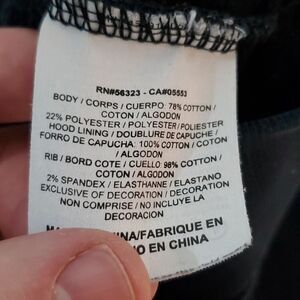 RN#56323 - CA#05553
BODY / CORPS / CUERPO: 78% COTTON /
COTON / ALGODON
22% POLYESTER / POLYESTER / POLIESTER
HOOD LINING / DOUBLURE DE CAPUCHE /
FORRO DE CAPUCHA: 100% COTTON / COTON
/ ALGODON
RIB / BORD COTE / CUELLO: 98% COTTON /
COTON / ALGODON
2% SPANDEX / ELASTHANNE / ELASTANO
EXCLUSIVE OF DECORATION / DECORATION
NON COMPRISE / NO INCLUYE LA
DECORACION
INA/FABRIQUE EN
O EN CHINA